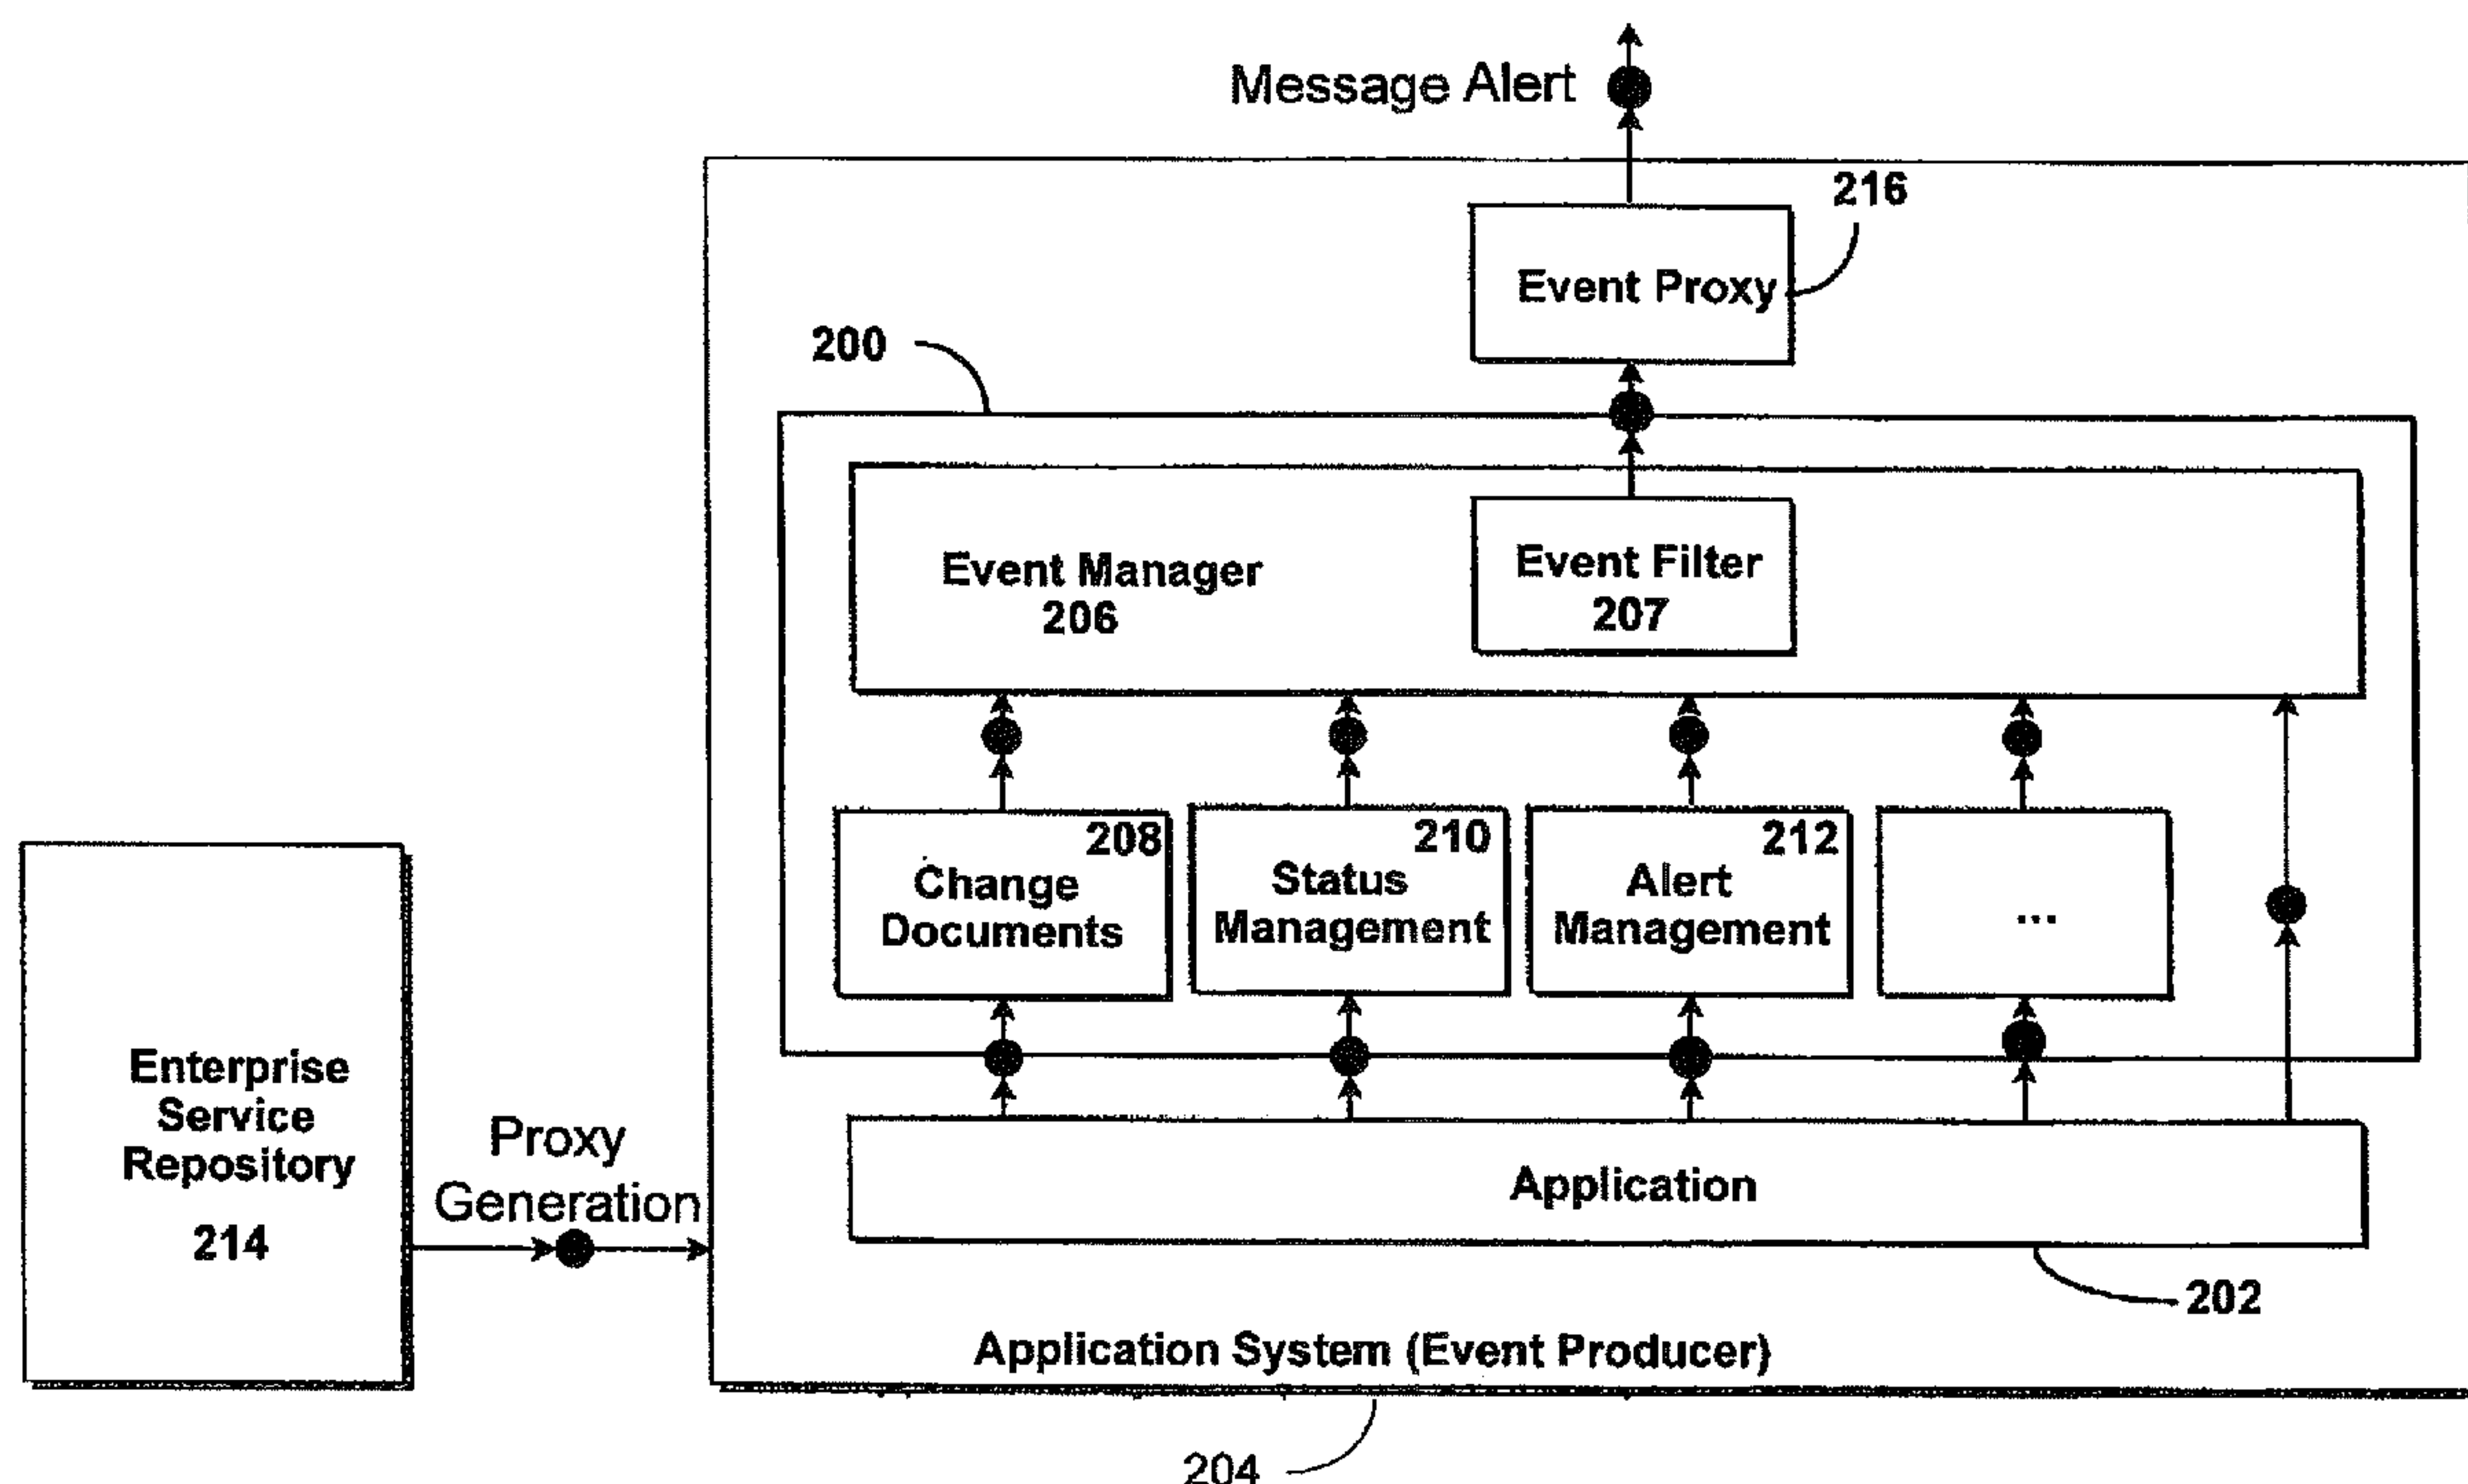 Message Alert
216
Event Proxy
200
Event Manager
206
Event Filter
207
208
Change
Documents
210
Status
Management
212
Alert
Management
...
Enterprise
Service
Repository
214
Proxy
Generation
Application
202
Application System (Event Producer)
204